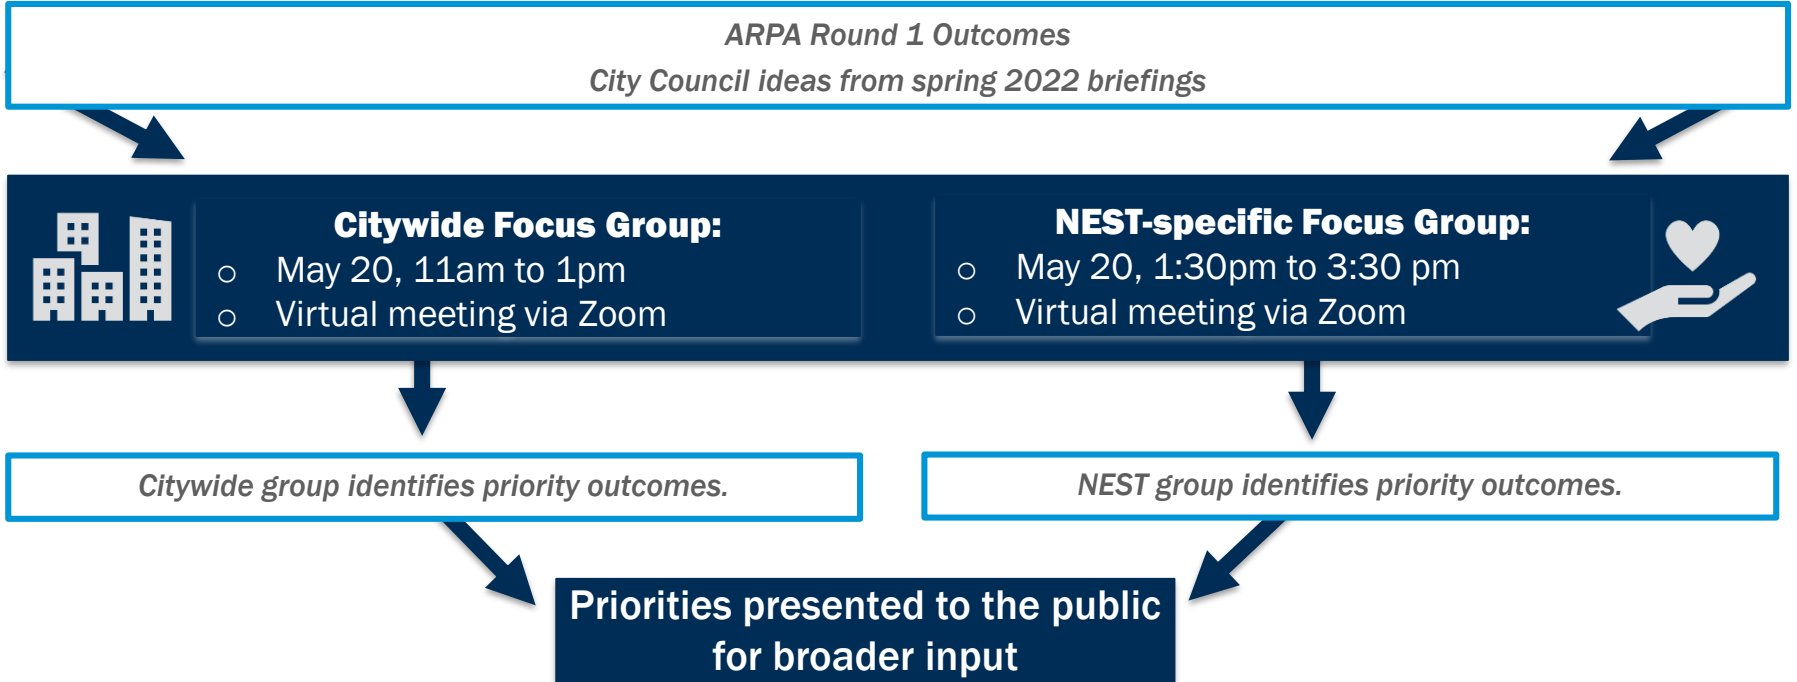 ARPA Round 1 Outcomes
City Council ideas from spring 2022 briefings
Citywide Focus Group:
o May 20, 11am to 1pm
o Virtual meeting via Zoom
NEST-specific Focus Group:
o May 20, 1:30pm to 3:30 pm
o Virtual meeting via Zoom
Citywide group identifies priority outcomes.
NEST group identifies priority outcomes.
Priorities presented to the public
for broader input